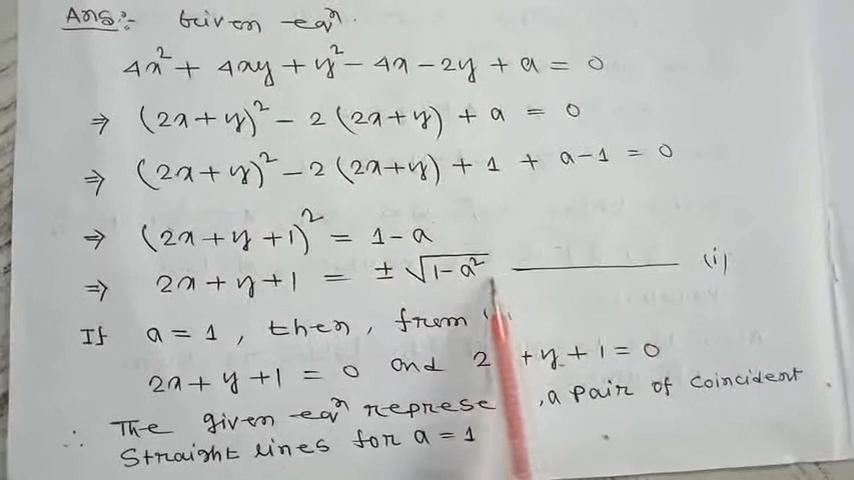 Ans:- Given eqⁿ.
4x² + 4xy + y² - 4x - 2y + a = 0
⇒ (2x + y)² - 2 (2x + y) + a = 0
⇒ (2x + y)² - 2 (2x + y) + 1 + a - 1 = 0
⇒ (2x + y + 1)² = 1 - a
⇒ 2x + y + 1 = ± √1 - a² ——— (i)
If a = 1, then, from
2x + y + 1 = 0 and 2 + y + 1 = 0
∴ The given eqⁿ represe , a pair of coincident
straight lines for a = 1